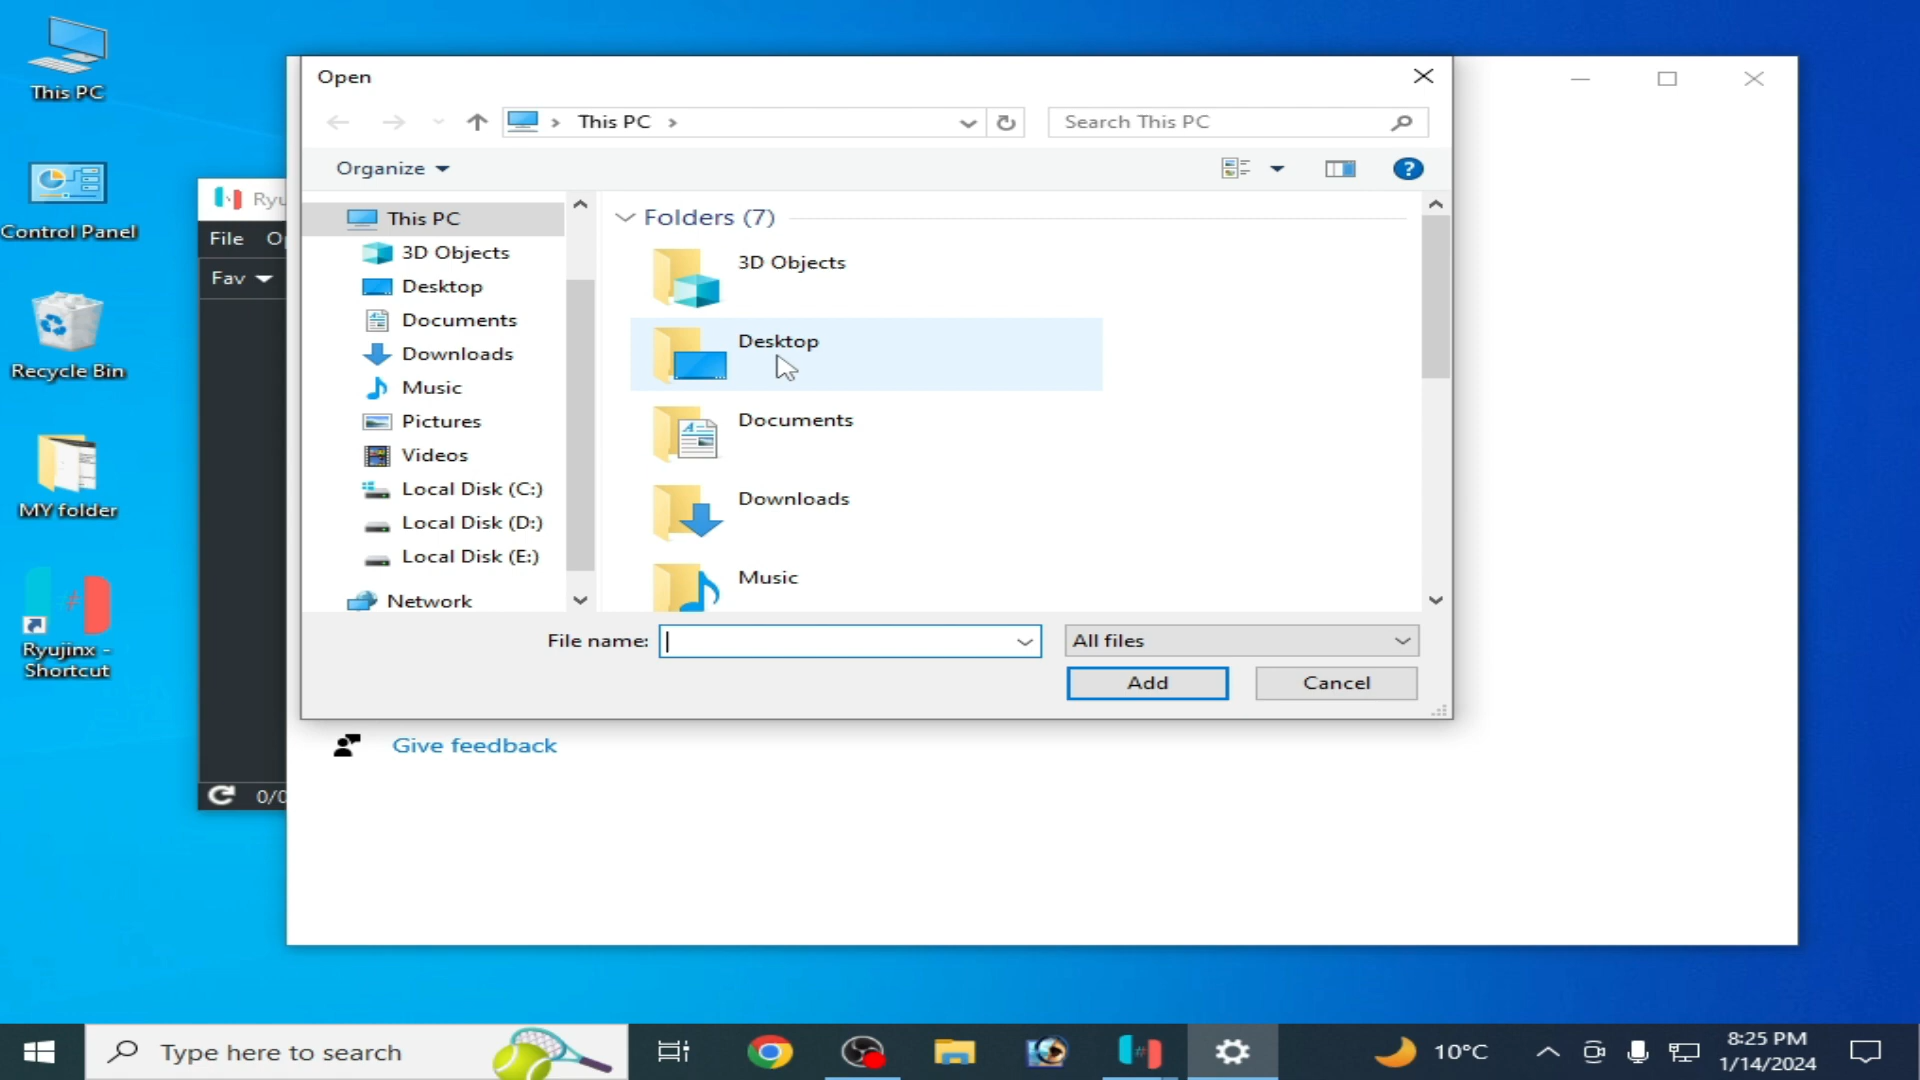 This PC
Control Panel
Recycle Bin
MY folder
Ryujinx -
Shortcut
File
Fav
0/0
Open
This PC
Search This PC
Organize
This PC
3D Objects
Desktop
Documents
Downloads
Music
Pictures
Videos
Local Disk (C:)
Local Disk (D:)
Local Disk (E:)
Network
Folders (7)
3D Objects
Desktop
Documents
Downloads
Music
File name:
All files
Add
Cancel
Give feedback
Type here to search
10°C
8:25 PM
1/14/2024